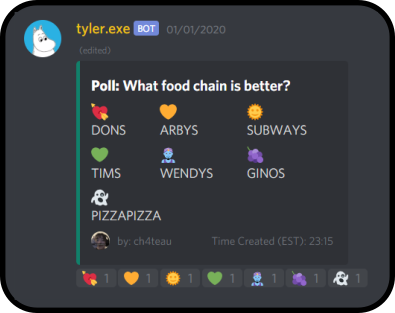 tyler.exe BOT 01/01/2020
(edited)
Poll: What food chain is better?
DONS ARBYS SUBWAYS
TIMS WENDYS GINOS
PIZZAPIZZA
by: ch4teau Time Created (EST): 23:15
1 1 1 1 1 1 1